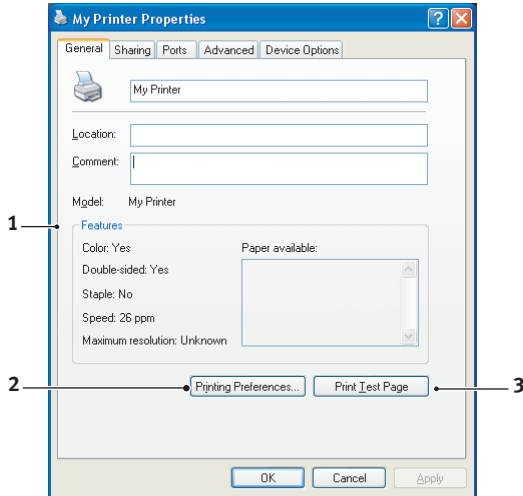 My Printer Properties
General Sharing Ports Advanced Device Options
My Printer
Location:
Comment:
Model: My Printer
1
Features
Color: Yes Paper available:
Double-sided: Yes
Staple: No
Speed: 26 ppm
Maximum resolution: Unknown
2 Printing Preferences... Print Test Page 3
OK Cancel Apply